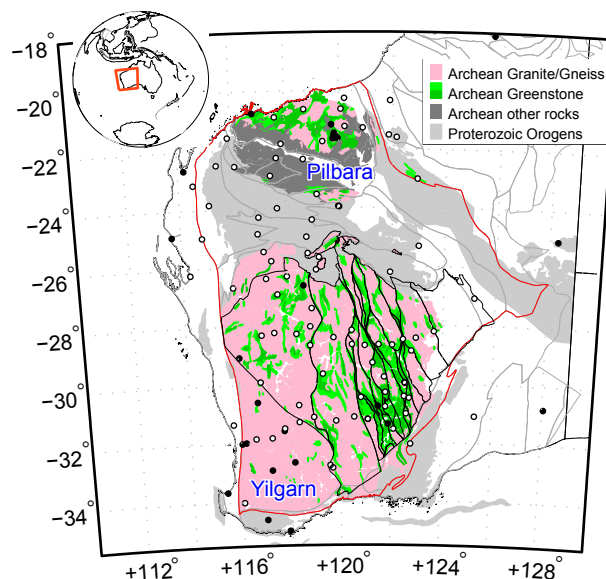 −18°
−20°
−22°
−24°
−26°
−28°
−30°
−32°
−34°
Archean Granite/Gneiss
Archean Greenstone
Archean other rocks
Proterozoic Orogens
Pilbara
Yilgarn
+112° +116° +120° +124° +128°